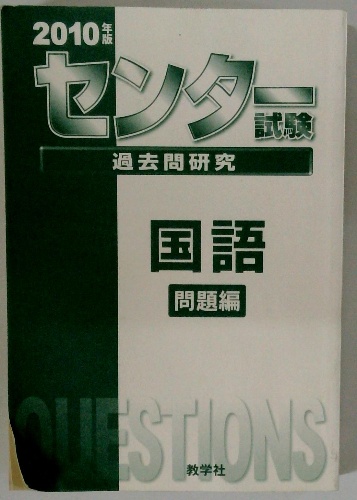 2010年版
センター
試験
過去問研究
国語
問題編
QUESTIONS
教学社